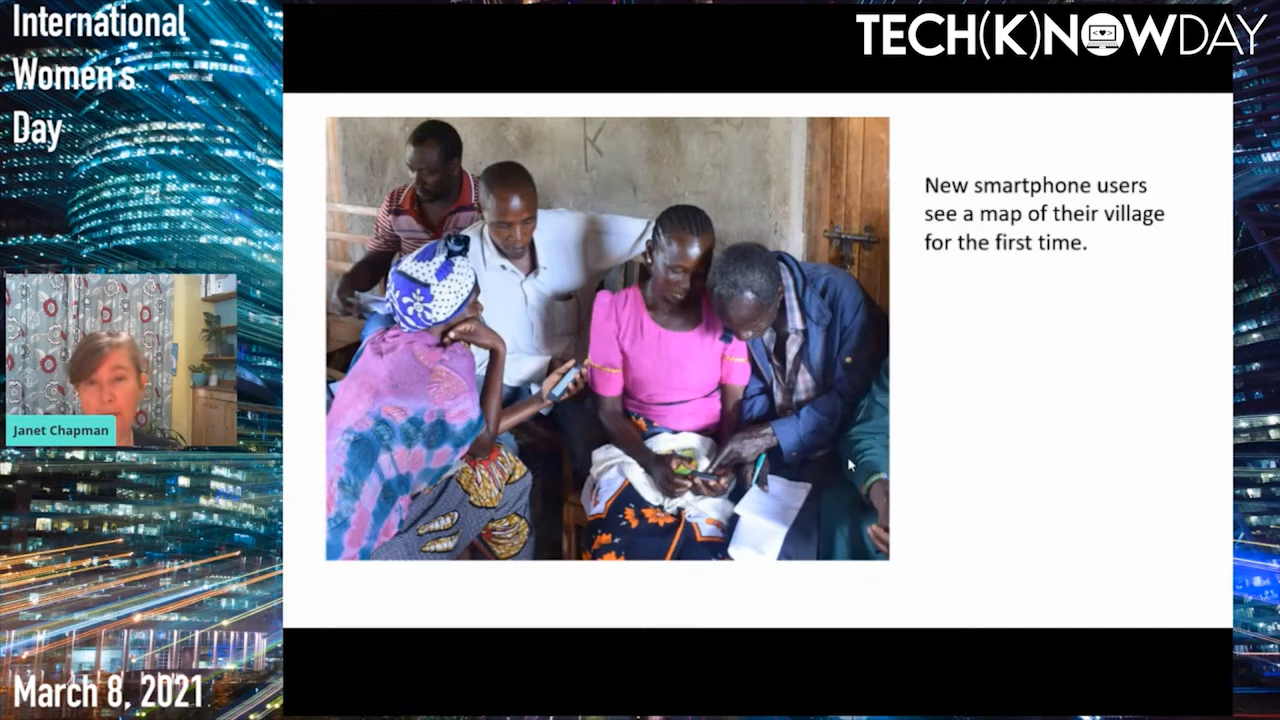 International
Women's
Day
TECH(K)NOWDAY
New smartphone users
see a map of their village
for the first time.
K
Janet Chapman
March 8, 2021